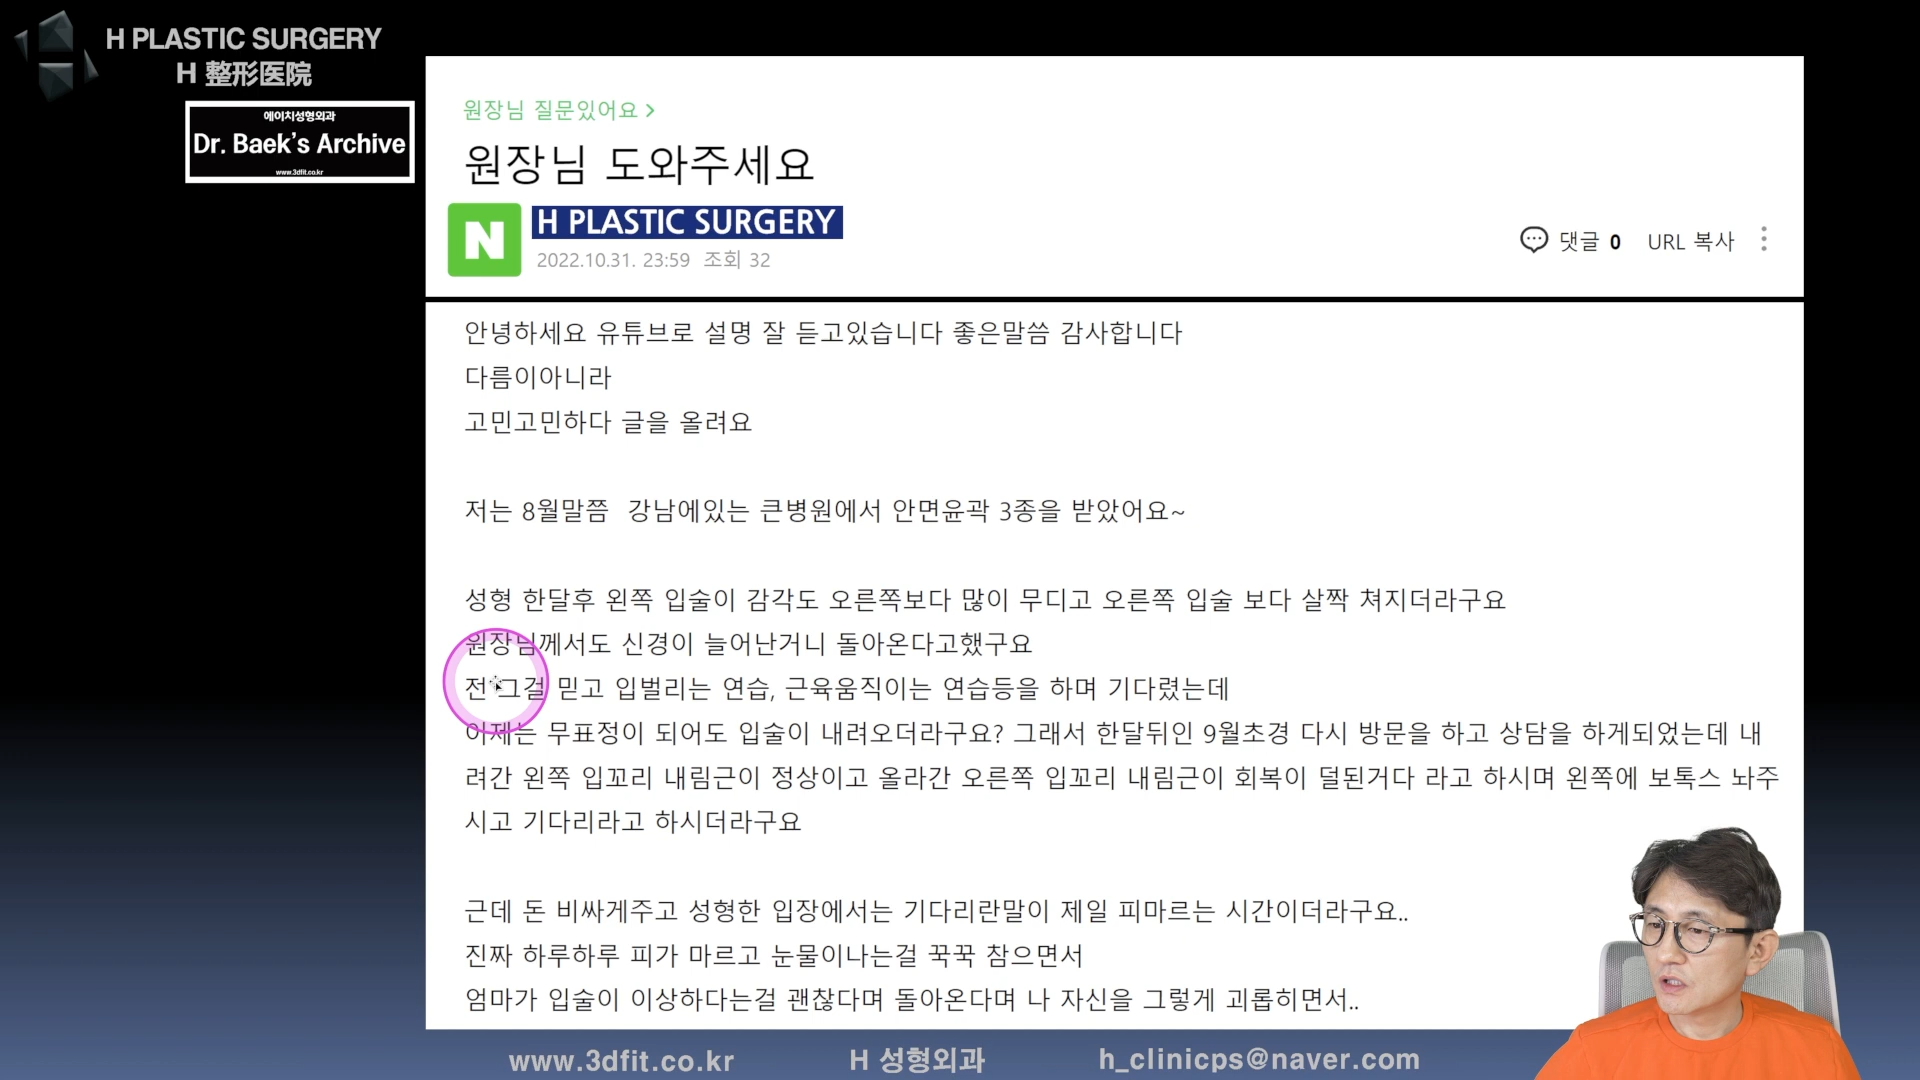 H PLASTIC SURGERY
H 整形医院
에이치성형외과
Dr. Baek's Archive
www.3dfit.co.kr
원장님 질문있어요 >
원장님 도와주세요
N
H PLASTIC SURGERY
2022.10.31. 23:59 조회 32
댓글 0 URL 복사
안녕하세요 유튜브로 설명 잘 듣고있습니다 좋은말씀 감사합니다
다름이아니라
고민고민하다 글을 올려요
저는 8월말쯤 강남에있는 큰병원에서 안면윤곽 3종을 받았어요~
성형 한달후 왼쪽 입술이 감각도 오른쪽보다 많이 무디고 오른쪽 입술 보다 살짝 쳐지더라구요
원장님께서도 신경이 늘어난거니 돌아온다고했구요
전 그걸 믿고 입벌리는 연습, 근육움직이는 연습등을 하며 기다렸는데
이제는 무표정이 되어도 입술이 내려오더라구요? 그래서 한달뒤인 9월초경 다시 방문을 하고 상담을 하게되었는데 내
려간 왼쪽 입꼬리 내림근이 정상이고 올라간 오른쪽 입꼬리 내림근이 회복이 덜된거다 라고 하시며 왼쪽에 보톡스 놔주
시고 기다리라고 하시더라구요
근데 돈 비싸게주고 성형한 입장에서는 기다리란말이 제일 피마르는 시간이더라구요..
진짜 하루하루 피가 마르고 눈물이나는걸 꾹꾹 참으면서
엄마가 입술이 이상하다는걸 괜찮다며 돌아온다며 나 자신을 그렇게 괴롭히면서..
www.3dfit.co.kr
H 성형외과
h_clinicps@naver.com